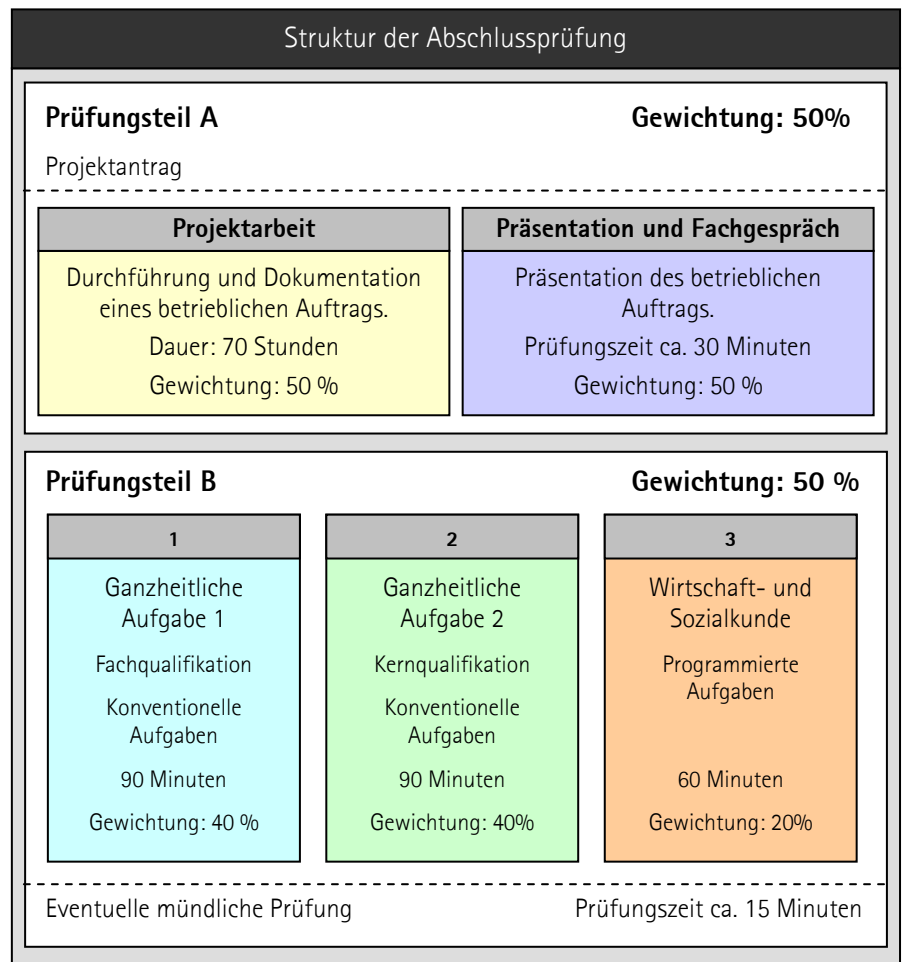 Struktur der Abschlussprüfung
Prüfungsteil A
Gewichtung: 50%
Projektantrag
Projektarbeit
Durchführung und Dokumentation
eines betrieblichen Auftrags.
Dauer: 70 Stunden
Gewichtung: 50 %
Präsentation und Fachgespräch
Präsentation des betrieblichen
Auftrags.
Prüfungszeit ca. 30 Minuten
Gewichtung: 50 %
Prüfungsteil B
Gewichtung: 50 %
1
Ganzheitliche
Aufgabe 1
Fachqualifikation
Konventionelle
Aufgaben
90 Minuten
Gewichtung: 40 %
2
Ganzheitliche
Aufgabe 2
Kernqualifikation
Konventionelle
Aufgaben
90 Minuten
Gewichtung: 40%
3
Wirtschaft- und
Sozialkunde
Programmierte
Aufgaben
60 Minuten
Gewichtung: 20%
Eventuelle mündliche Prüfung
Prüfungszeit ca. 15 Minuten